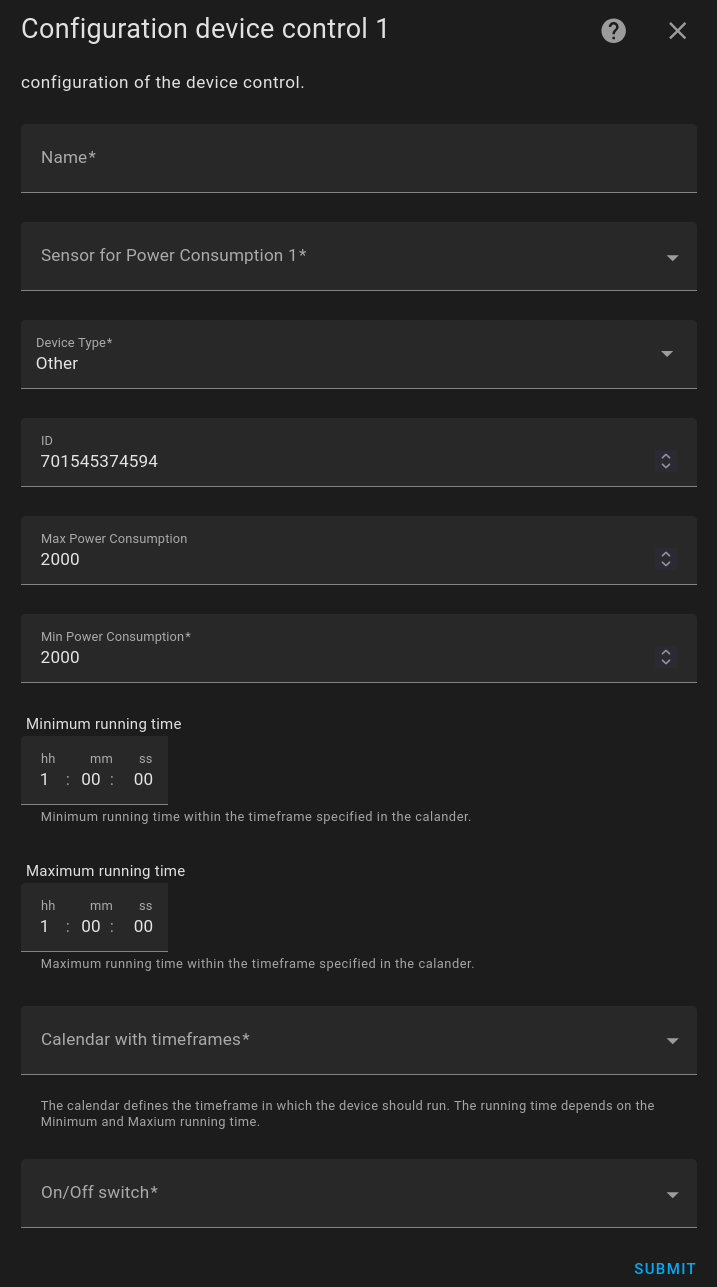 Configuration device control 1
configuration of the device control.
Name*
Sensor for Power Consumption 1*
Device Type*
Other
ID
701545374594
Max Power Consumption
2000
Min Power Consumption*
2000
Minimum running time
hh mm ss
1 : 00 : 00
Minimum running time within the timeframe specified in the calander.
Maximum running time
hh mm ss
1 : 00 : 00
Maximum running time within the timeframe specified in the calander.
Calendar with timeframes*
The calendar defines the timeframe in which the device should run. The running time depends on the
Minimum and Maxium running time.
On/Off switch*
SUBMIT